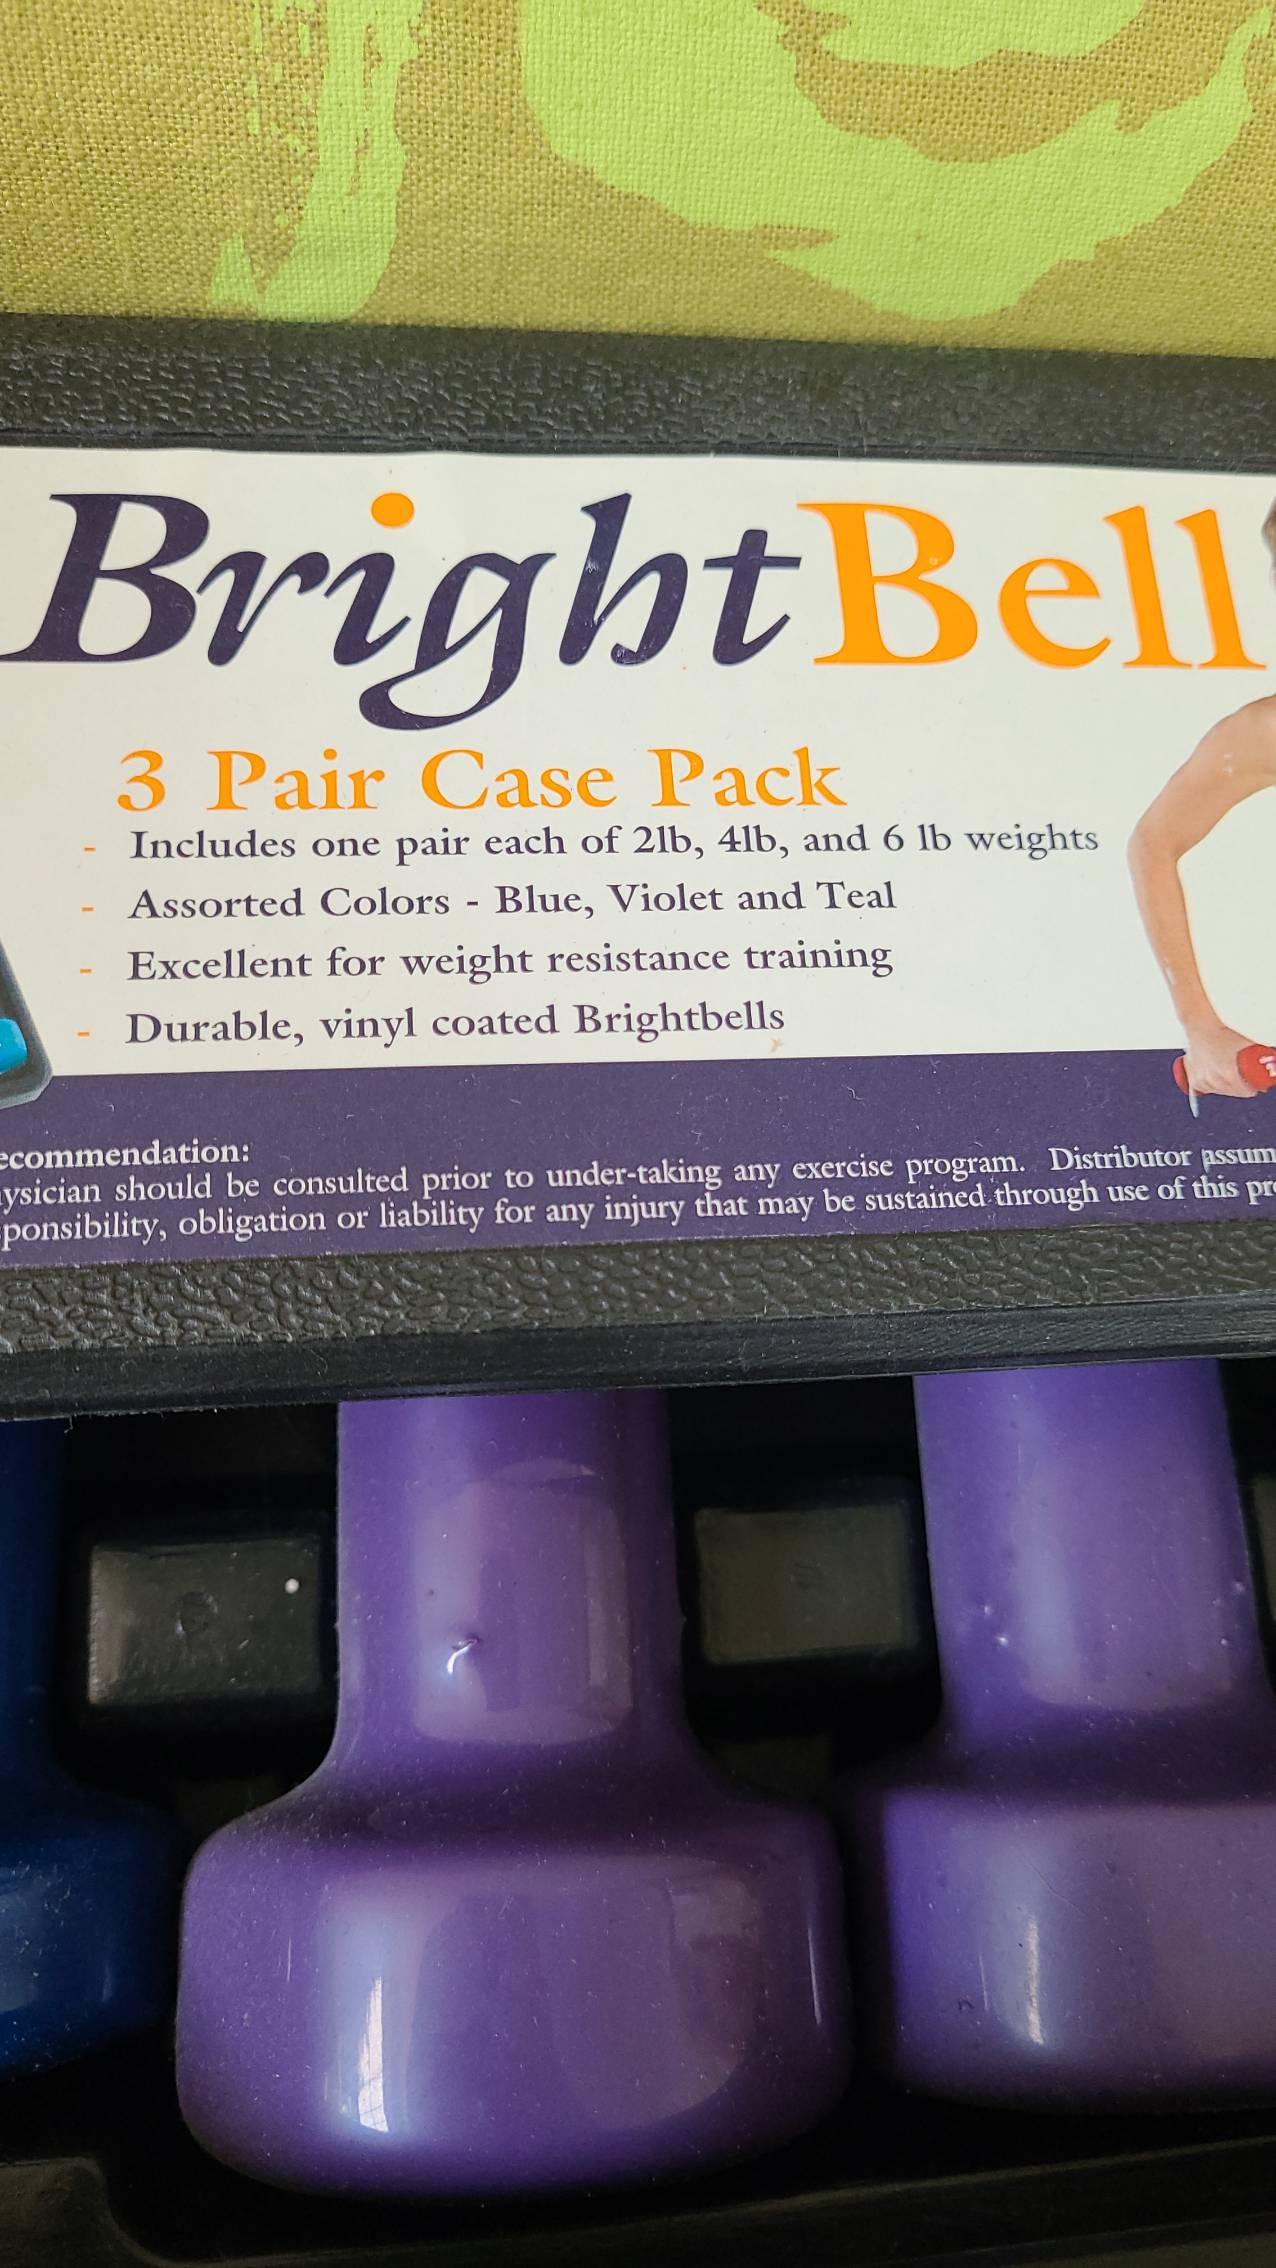 BrightBell
3 Pair Case Pack
- Includes one pair each of 2lb, 4lb, and 6 lb weights
- Assorted Colors - Blue, Violet and Teal
- Excellent for weight resistance training
- Durable, vinyl coated Brightbells
ecommendation:
ysician should be consulted prior to under-taking any exercise program. Distributor assum
ponsibility, obligation or liability for any injury that may be sustained through use of this pr